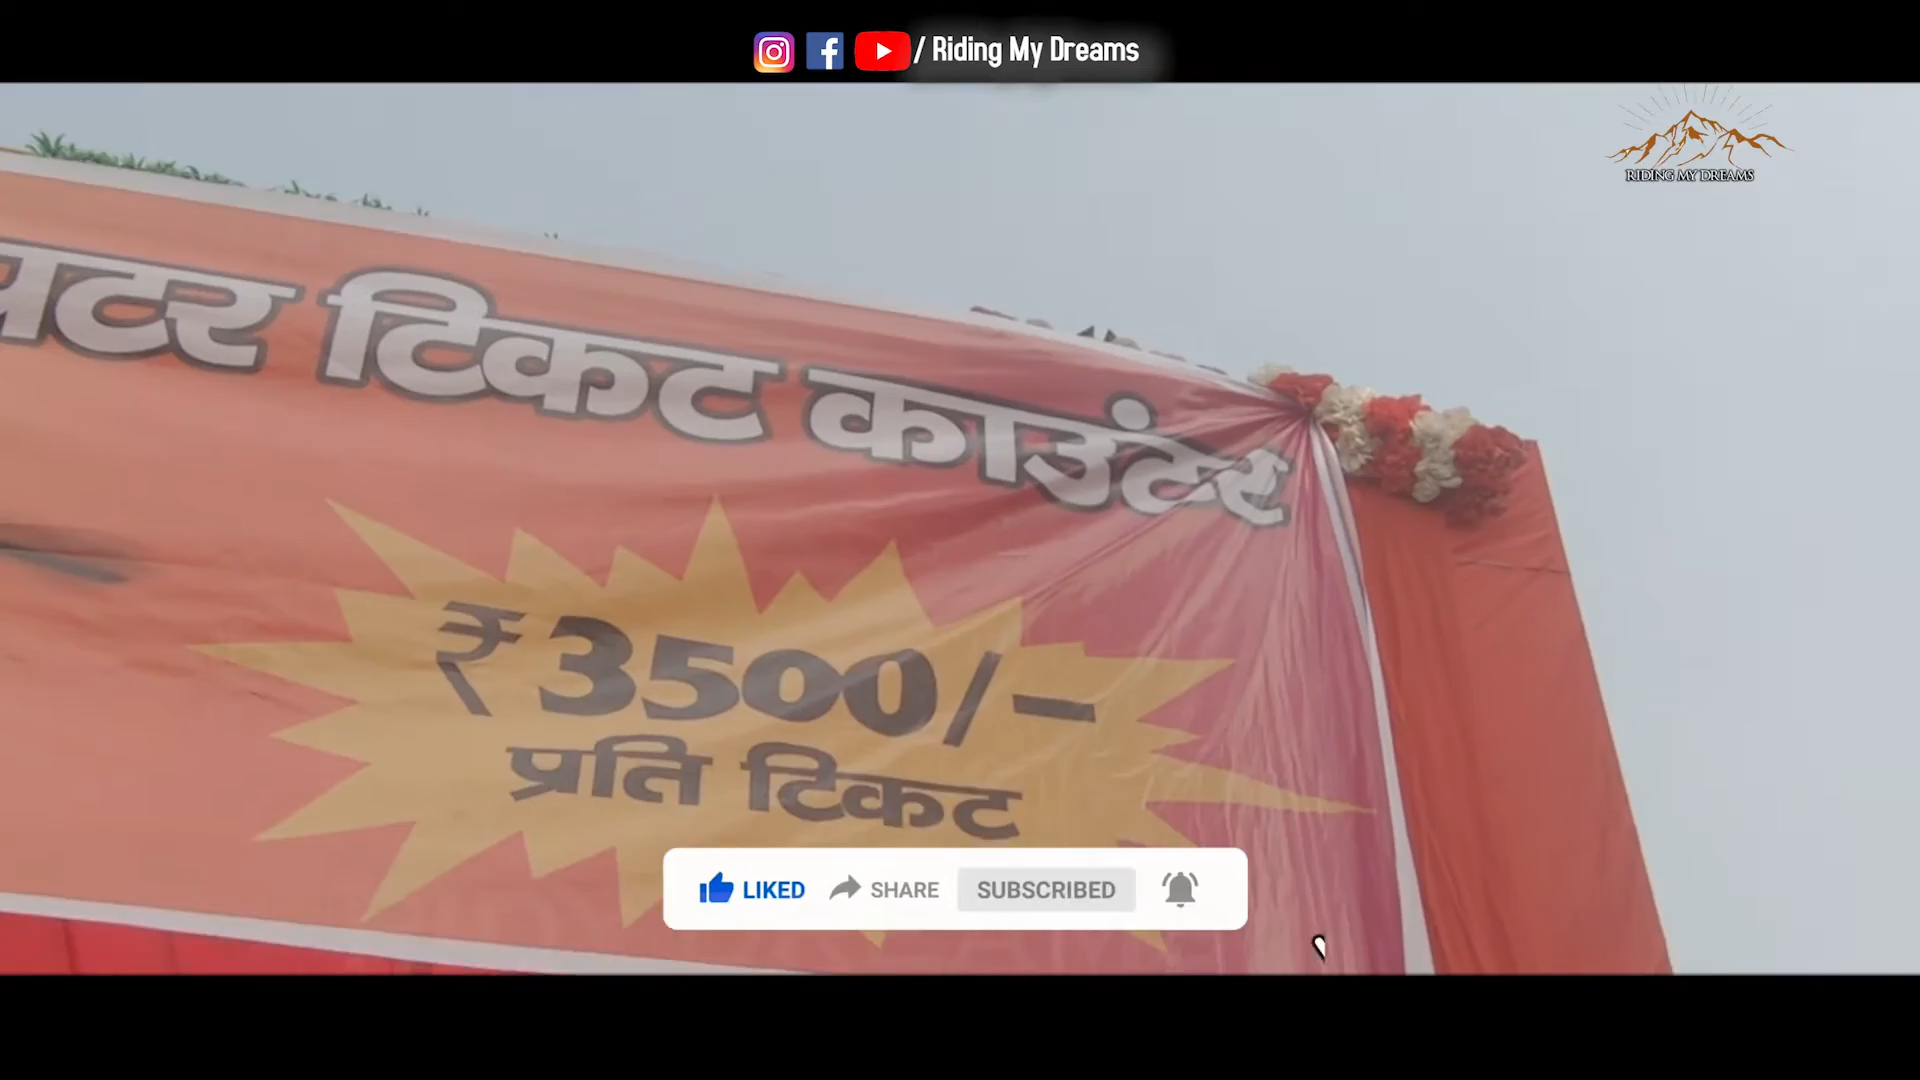 / Riding My Dreams
RIDING MY DREAMS
टिकट काउंटर
₹3500/-
प्रति टिकट
LIKED SHARE SUBSCRIBED